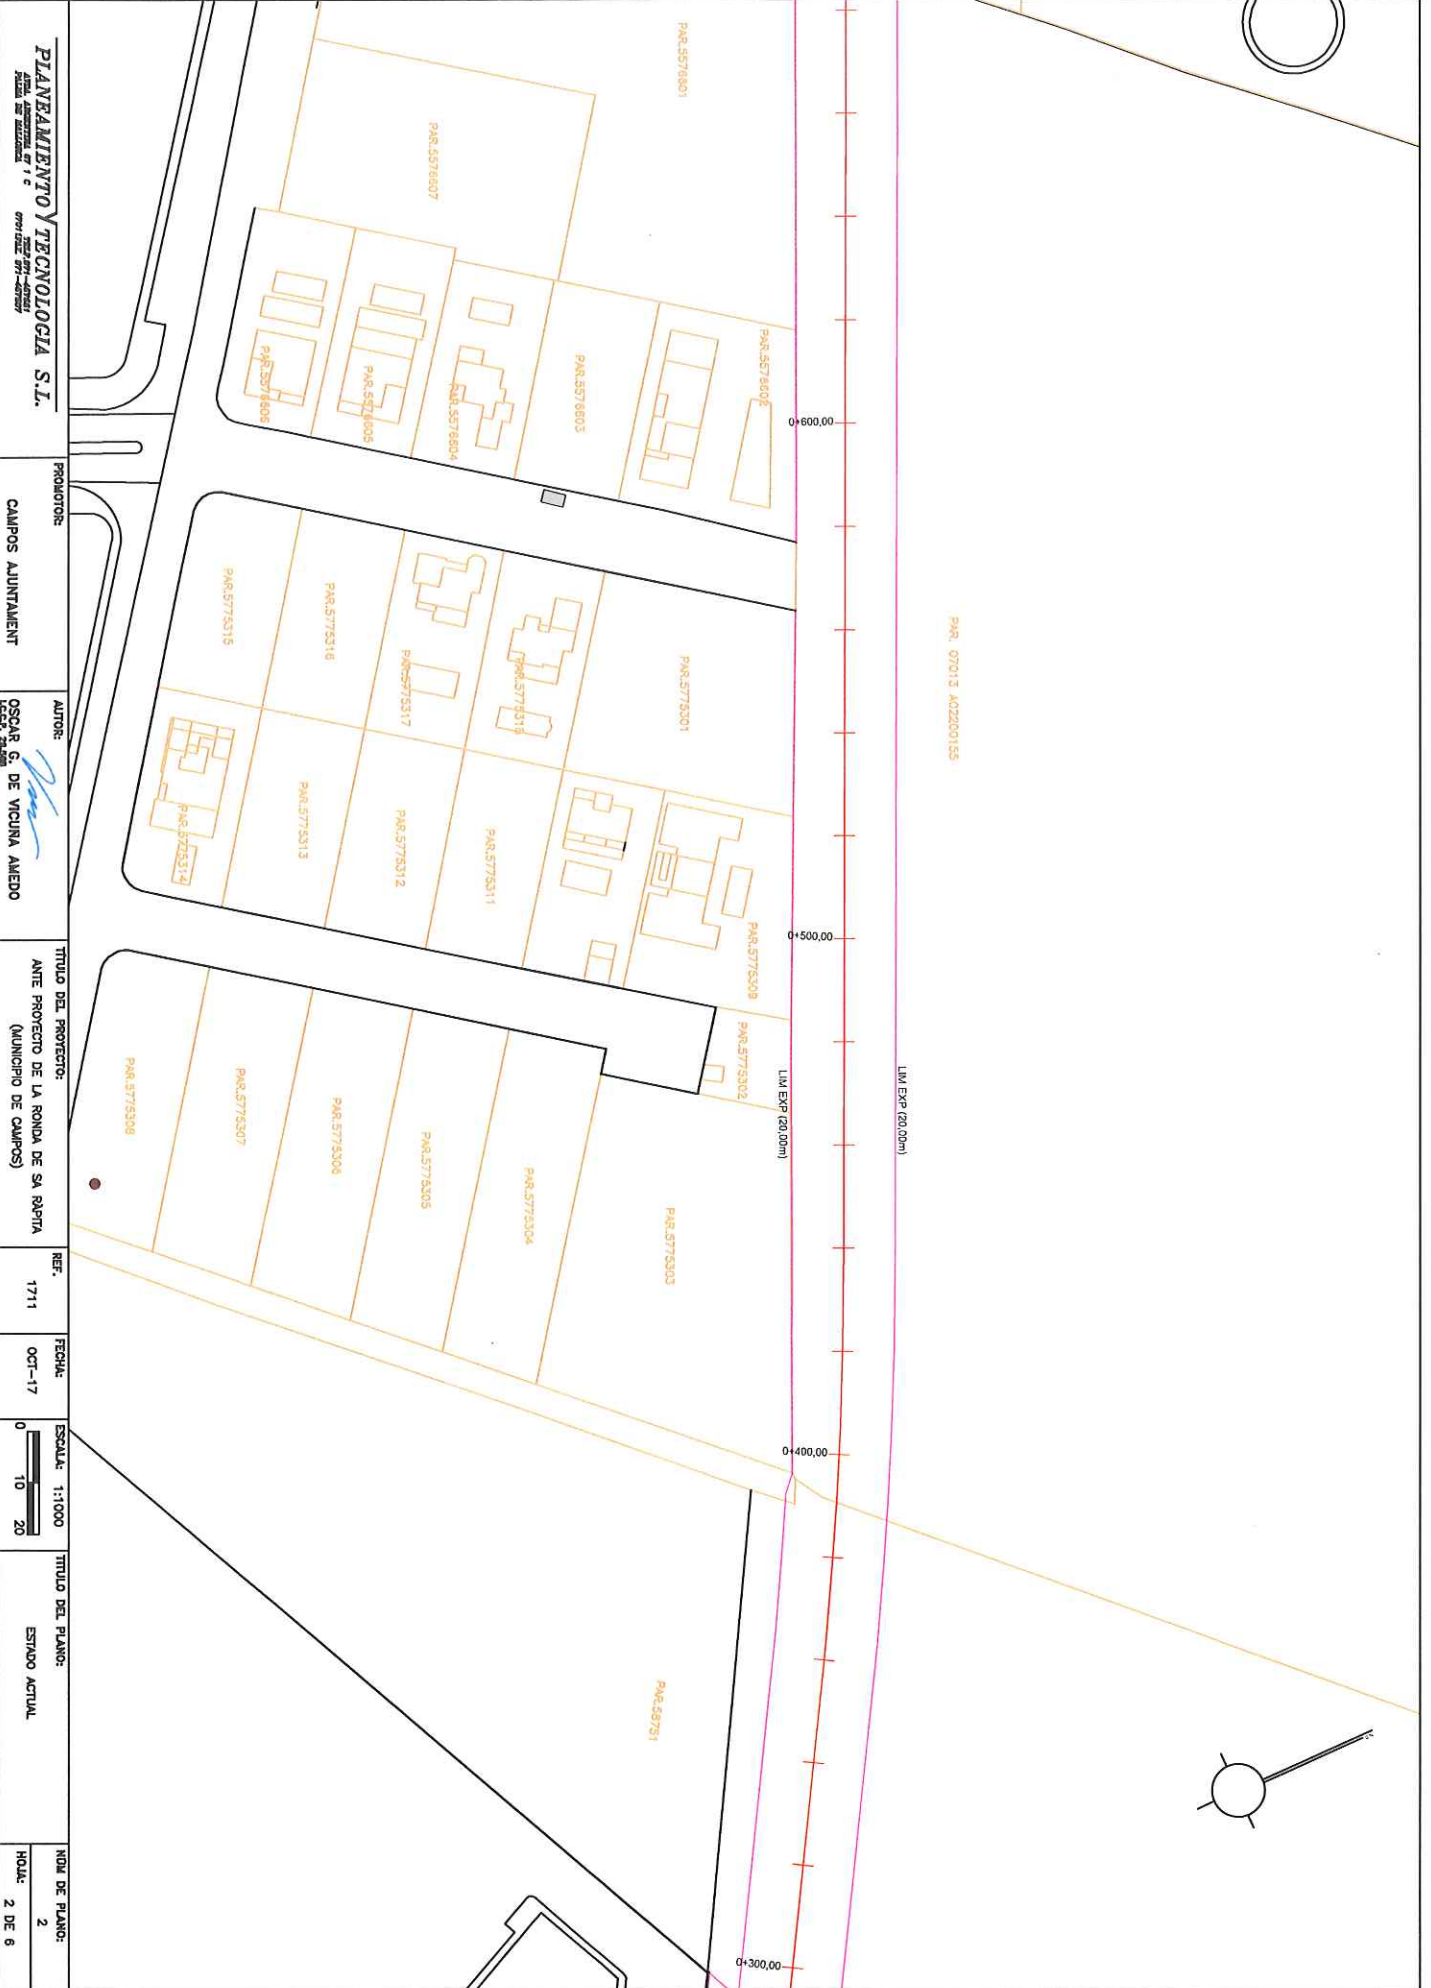 PAR.5576601
PAR.5576607
PAR.5576602
PAR.5576603
PAR.5576604
PAR.5576605
PAR.5576606
0+600,00
PAR. 07013 A02200155
PAR.5775301
PAR.5775317
PAR.5775316
PAR.5775315
PAR.5775309
PAR.5775311
PAR.5775312
PAR.5775313
PAR.5775314
0+500,00
LIM EXP (20,00m)
LIM EXP (20,00m)
PAR.5775302
PAR.5775303
PAR.5775304
PAR.5775305
PAR.5775306
PAR.5775307
PAR.5775308
0+400,00
PAR.58751
0+300,00
PLANEAMIENTO Y TECNOLOGIA S.L.
PALMA DE MALLORCA
PROMOTOR:
CAMPOS AJUNTAMENT
AUTOR:
OSCAR G. DE VICUÑA AMEDO
TÍTULO DEL PROYECTO:
ANTE PROYECTO DE LA RONDA DE SA RÀPITA
(MUNICIPIO DE CAMPOS)
REF.
1711
FECHA:
OCT-17
ESCALA: 1:1000
0 10 20
TITULO DEL PLANO:
ESTADO ACTUAL
NÚM DE PLANO:
2
HOJA: 2 DE 6